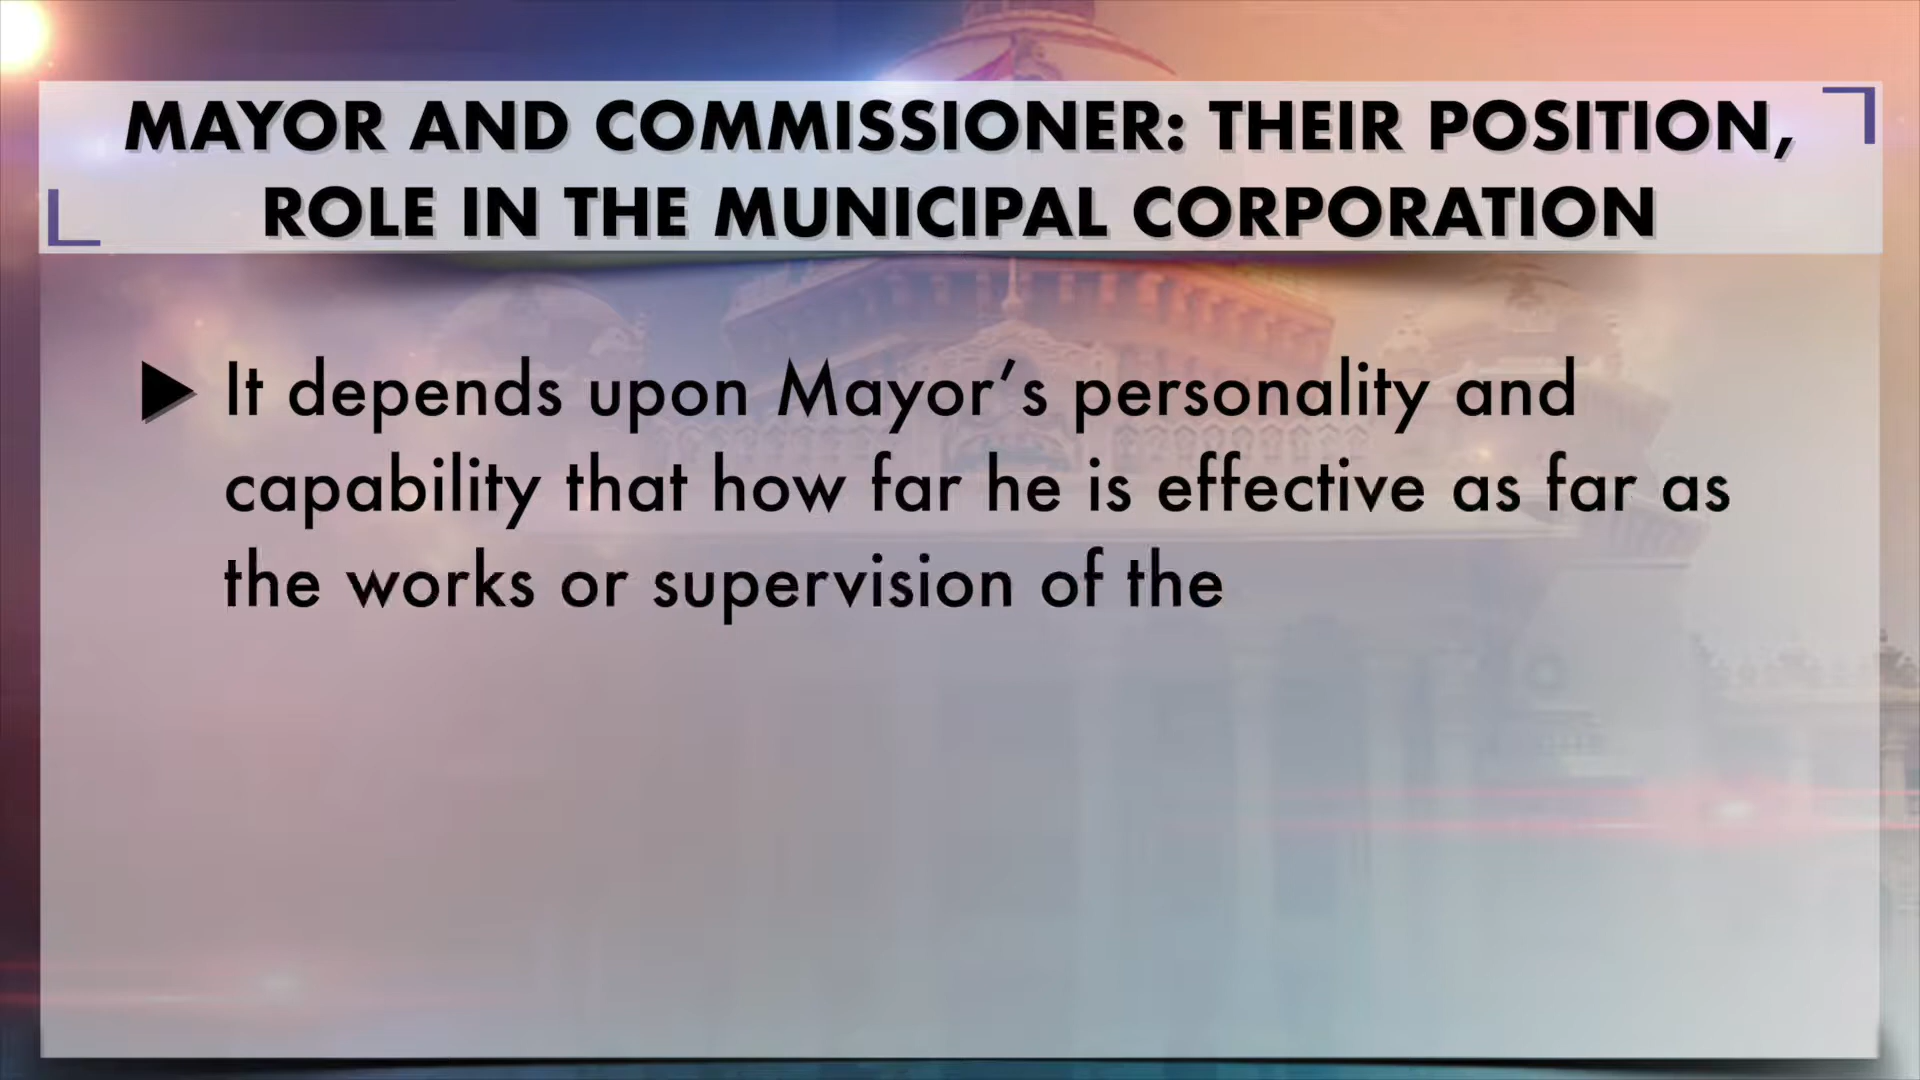 MAYOR AND COMMISSIONER: THEIR POSITION,
ROLE IN THE MUNICIPAL CORPORATION
It depends upon Mayor’s personality and
capability that how far he is effective as far as
the works or supervision of the